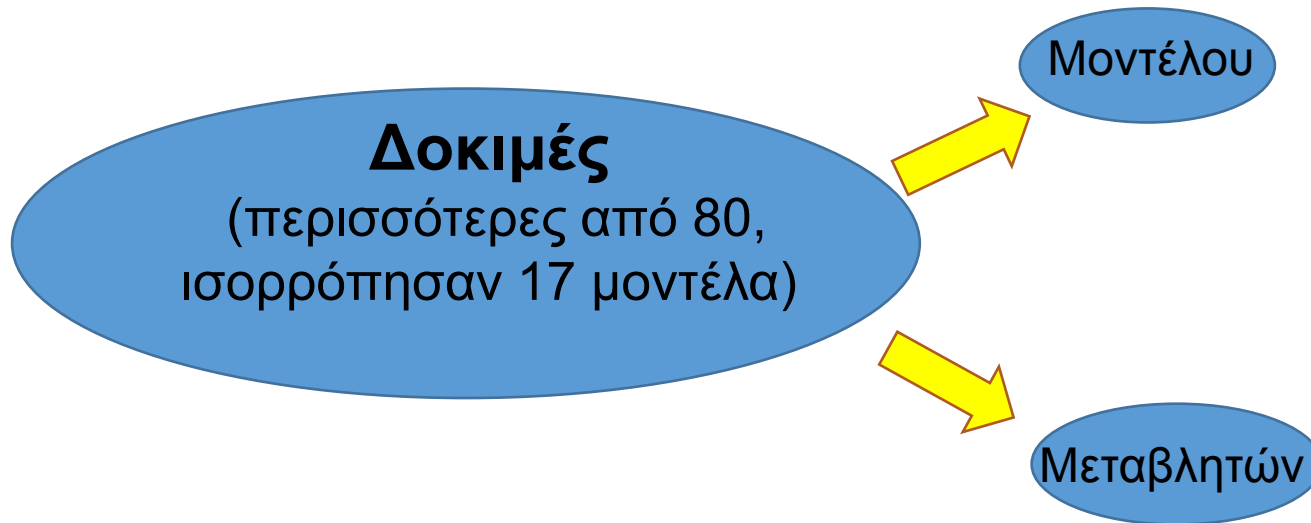 Μοντέλου
Δοκιμές
(περισσότερες από 80,
ισορρόπησαν 17 μοντέλα)
Μεταβλητών